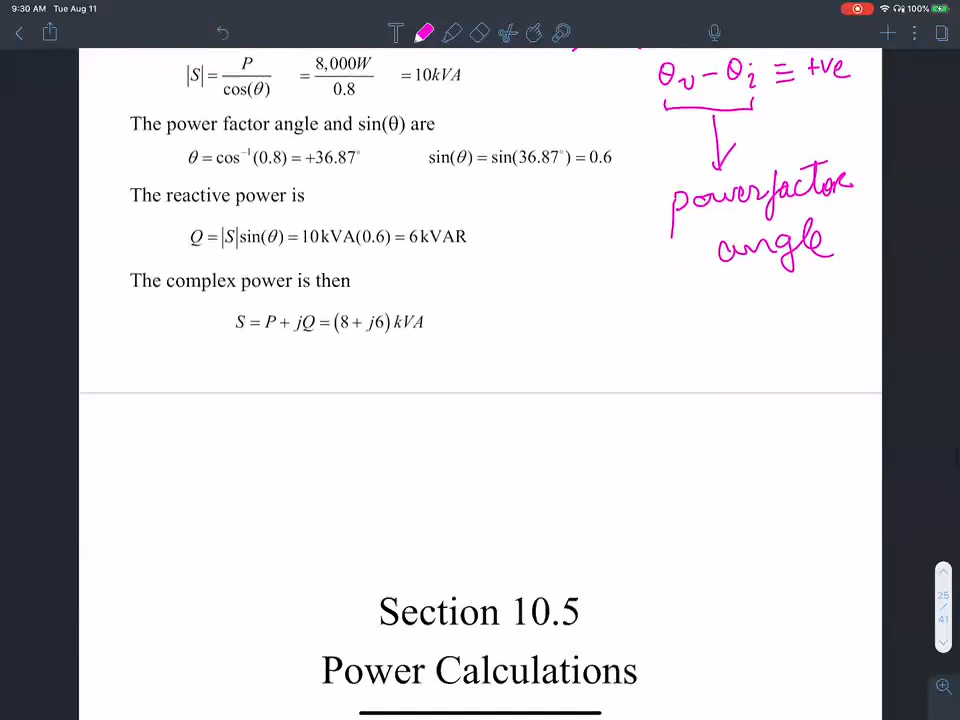 9:30 AM Tue Aug 11
100%
|S| = P / cos(θ) = 8,000W / 0.8 = 10kVA
θv − θi ≡ +ve
The power factor angle and sin(θ) are
θ = cos⁻¹(0.8) = +36.87° sin(θ) = sin(36.87°) = 0.6
powerfactor
angle
The reactive power is
Q = |S|sin(θ) = 10kVA(0.6) = 6kVAR
The complex power is then
S = P + jQ = (8 + j6) kVA
Section 10.5
Power Calculations
25
/
41